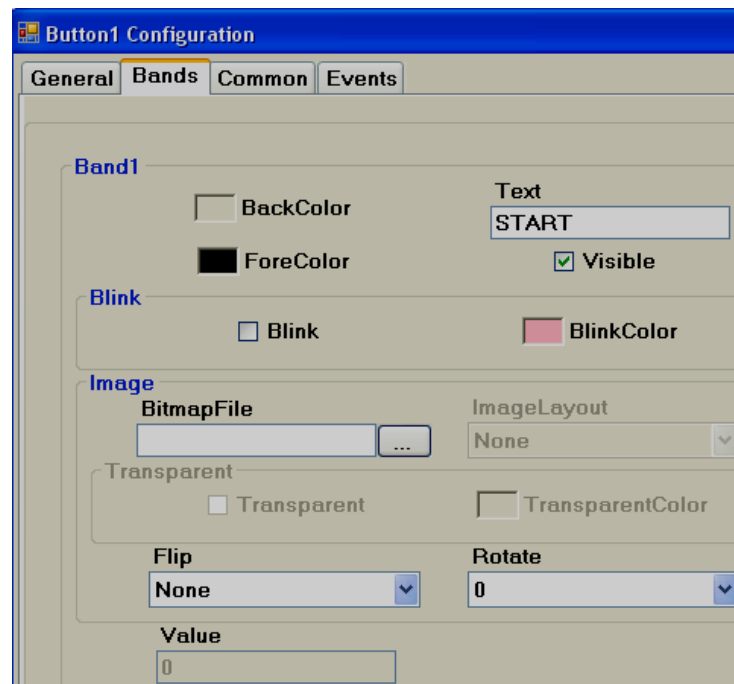 Button1 Configuration
General Bands Common Events
Band1
BackColor
Text
START
ForeColor
Visible
Blink
Blink
BlinkColor
Image
BitmapFile
ImageLayout
...
None
Transparent
Transparent
TransparentColor
Flip
Rotate
None
0
Value
0